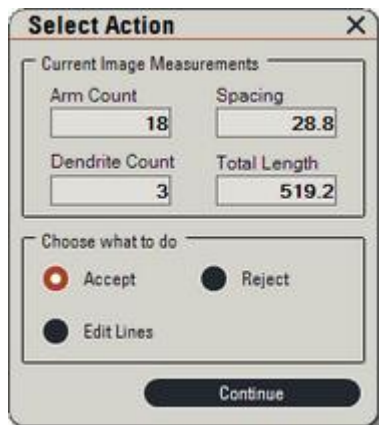 Select Action
Current Image Measurements
Arm Count Spacing
18 28.8
Dendrite Count Total Length
3 519.2
Choose what to do
Accept Reject
Edit Lines
Continue